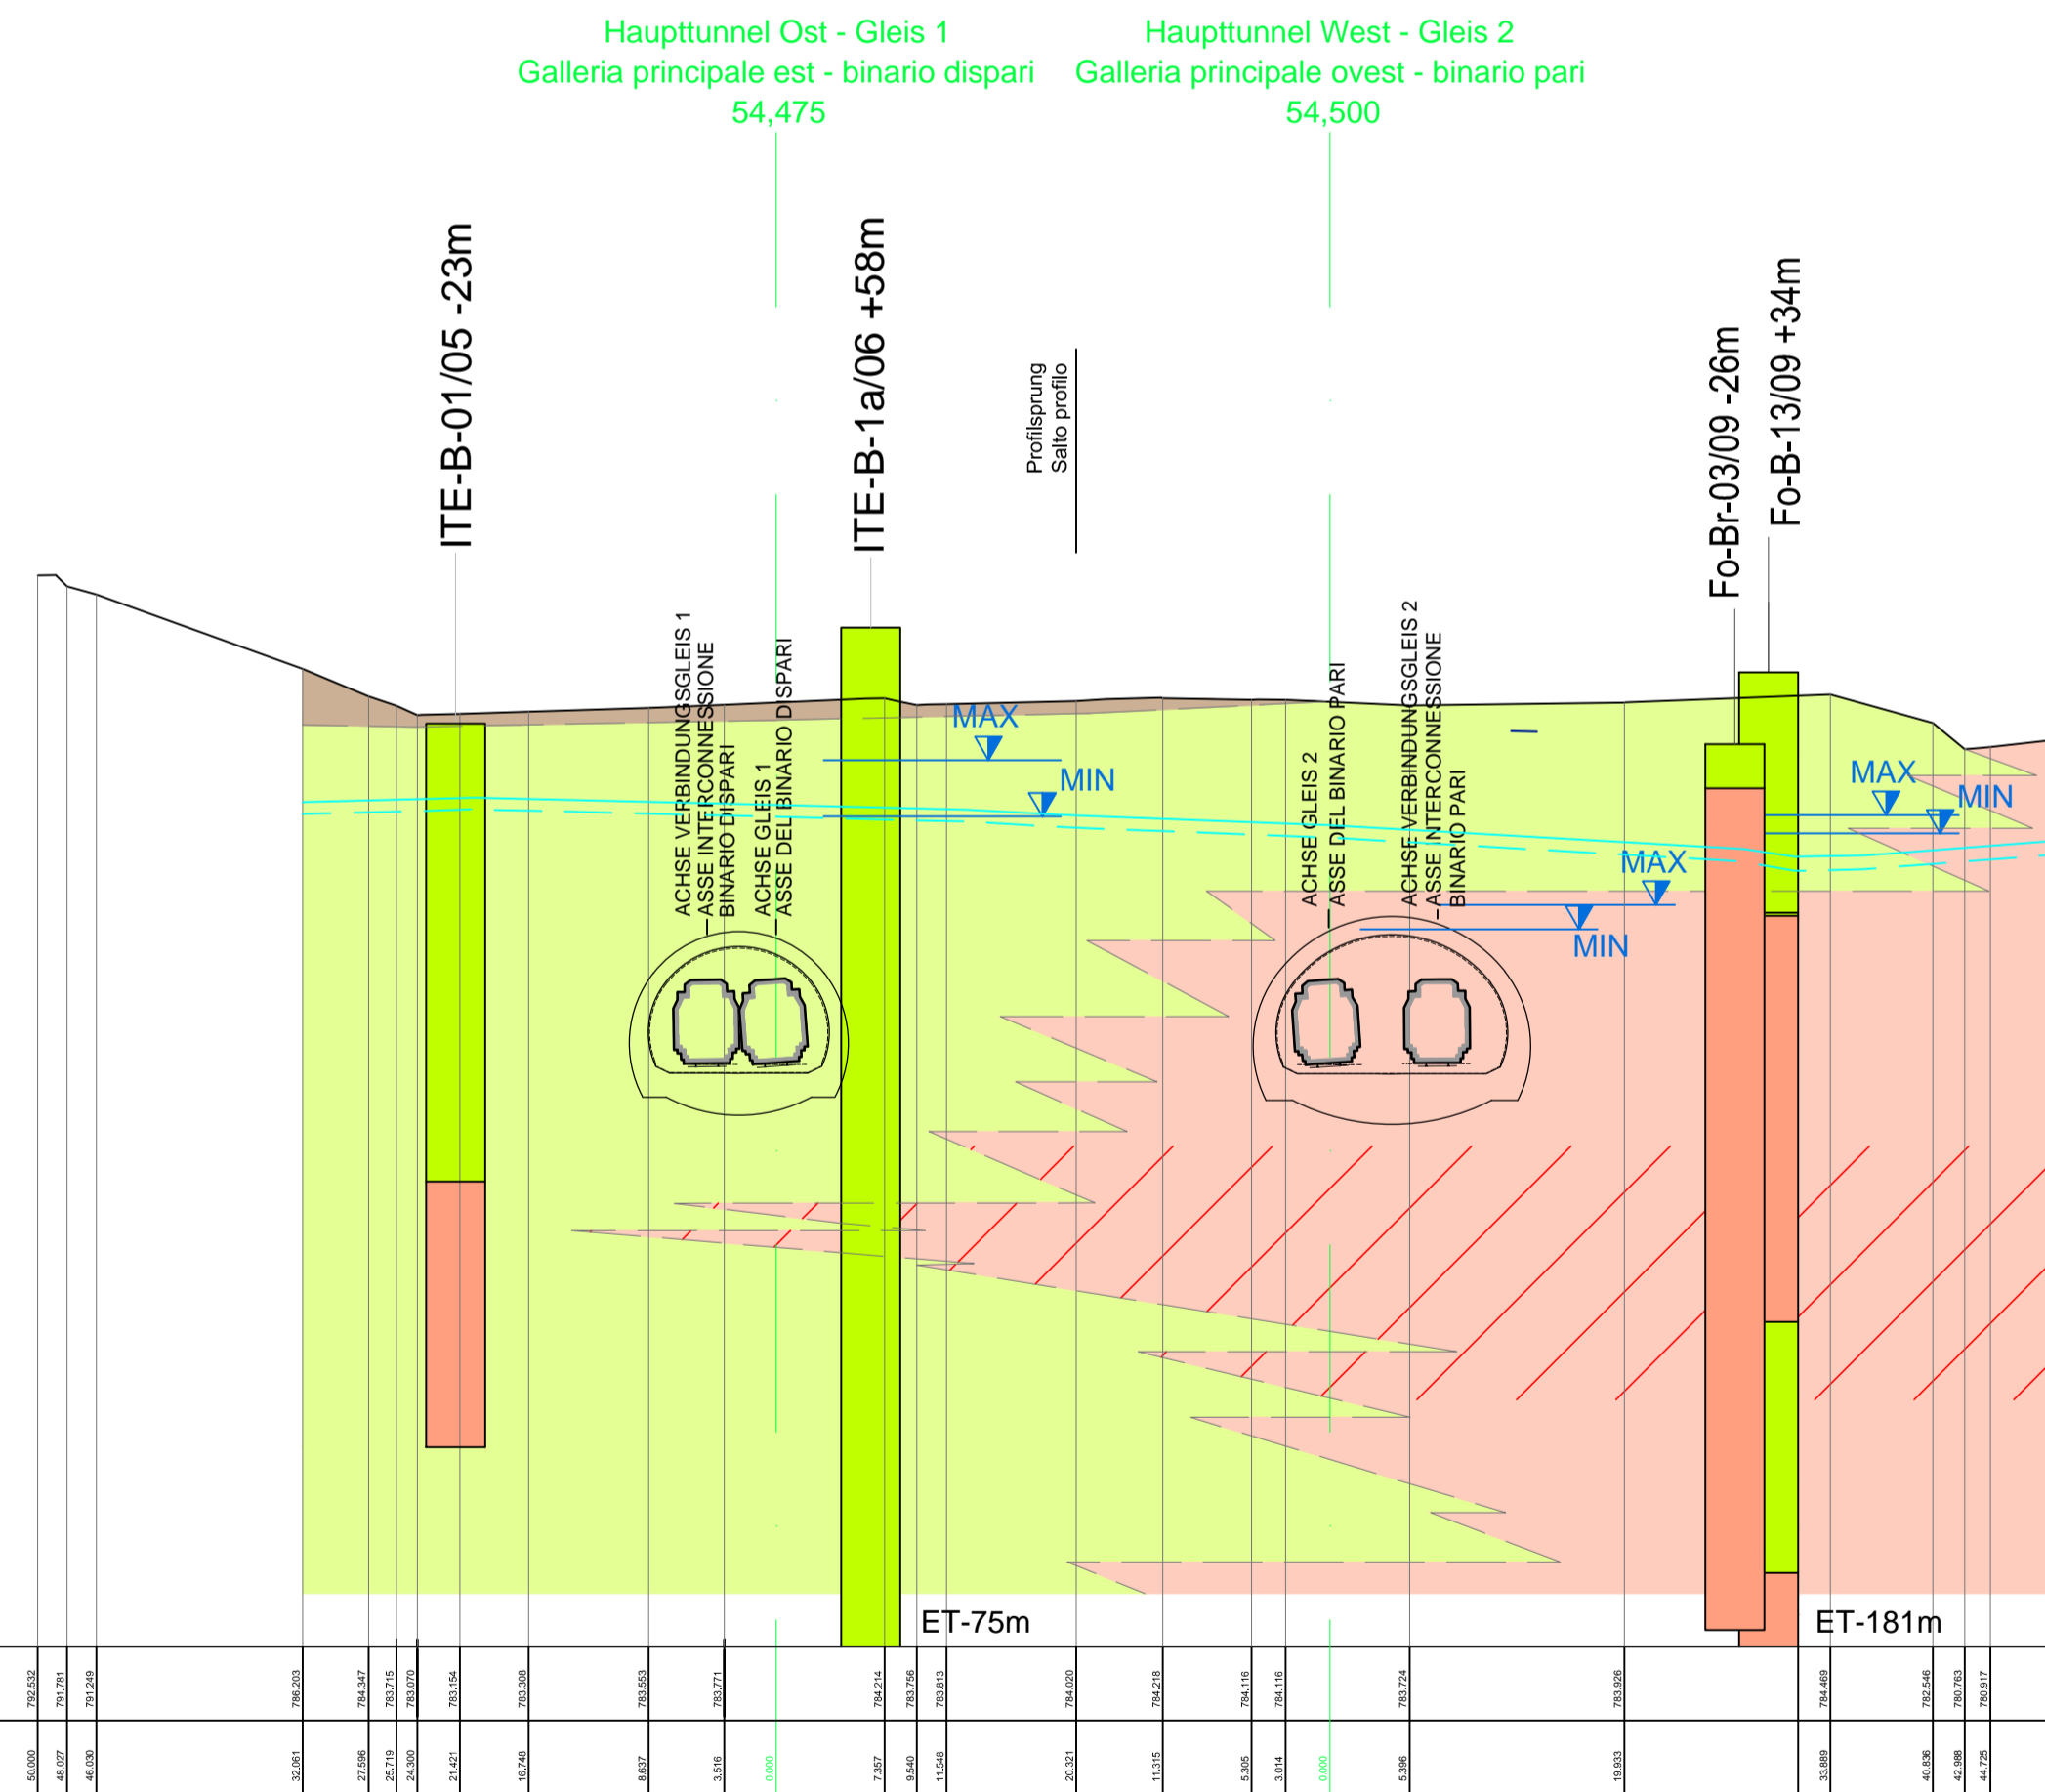 Haupttunnel Ost - Gleis 1
Galleria principale est - binario dispari
54,475
Haupttunnel West - Gleis 2
Galleria principale ovest - binario pari
54,500
ITE-B-01/05 -23m
ITE-B-1a/06 +58m
Profilsprung
Salto profilo
Fo-Br-03/09 -26m
Fo-B-13/09 +34m
ACHSE VERBINDUNGSGLEIS 1
ASSE INTERCONNESSIONE
BINARIO DISPARI
ACHSE GLEIS 1
ASSE DEL BINARIO DISPARI
MAX
MIN
ACHSE GLEIS 2
ASSE DEL BINARIO PARI
ACHSE VERBINDUNGSGLEIS 2
ASSE INTERCONNESSIONE
BINARIO PARI
MAX
MIN
MAX
MIN
ET-75m
ET-181m
792.532
791.781
791.249
786.203
784.347
783.715
783.070
783.154
783.308
783.553
783.771
784.214
783.756
783.813
784.020
784.218
784.116
784.116
783.724
783.926
784.469
782.546
780.763
780.917
50.000
48.027
46.030
32.061
27.596
25.719
24.300
21.421
16.748
8.637
3.516
0.000
7.357
9.540
11.548
20.321
11.315
5.305
3.014
0.000
5.396
19.933
33.889
40.836
42.988
44.725